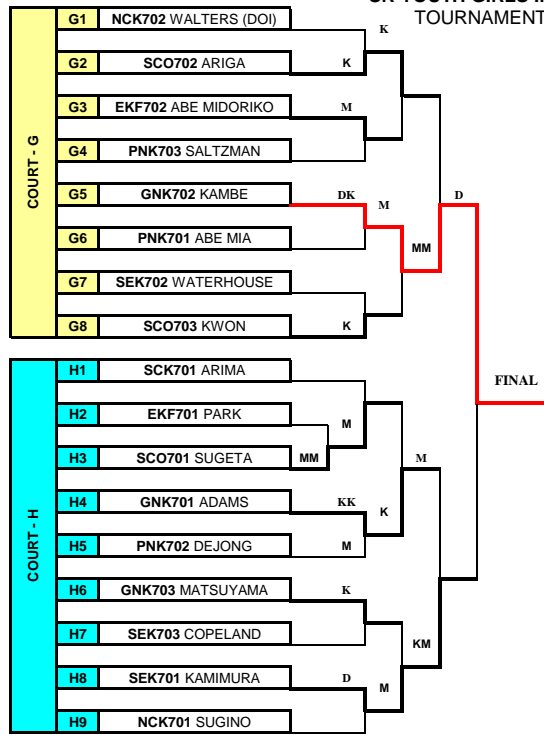 TOURNAMENT
COURT - G
G1 NCK702 WALTERS (DOI)
K
G2 SCO702 ARIGA
K
G3 EKF702 ABE MIDORIKO
M
G4 PNK703 SALTZMAN
G5 GNK702 KAMBE
DK
M
D
G6 PNK701 ABE MIA
MM
G7 SEK702 WATERHOUSE
G8 SCO703 KWON
K
COURT - H
H1 SCK701 ARIMA
FINAL
H2 EKF701 PARK
M
H3 SCO701 SUGETA
MM
M
H4 GNK701 ADAMS
KK
K
H5 PNK702 DEJONG
M
H6 GNK703 MATSUYAMA
K
H7 SEK703 COPELAND
KM
H8 SEK701 KAMIMURA
D
M
H9 NCK701 SUGINO